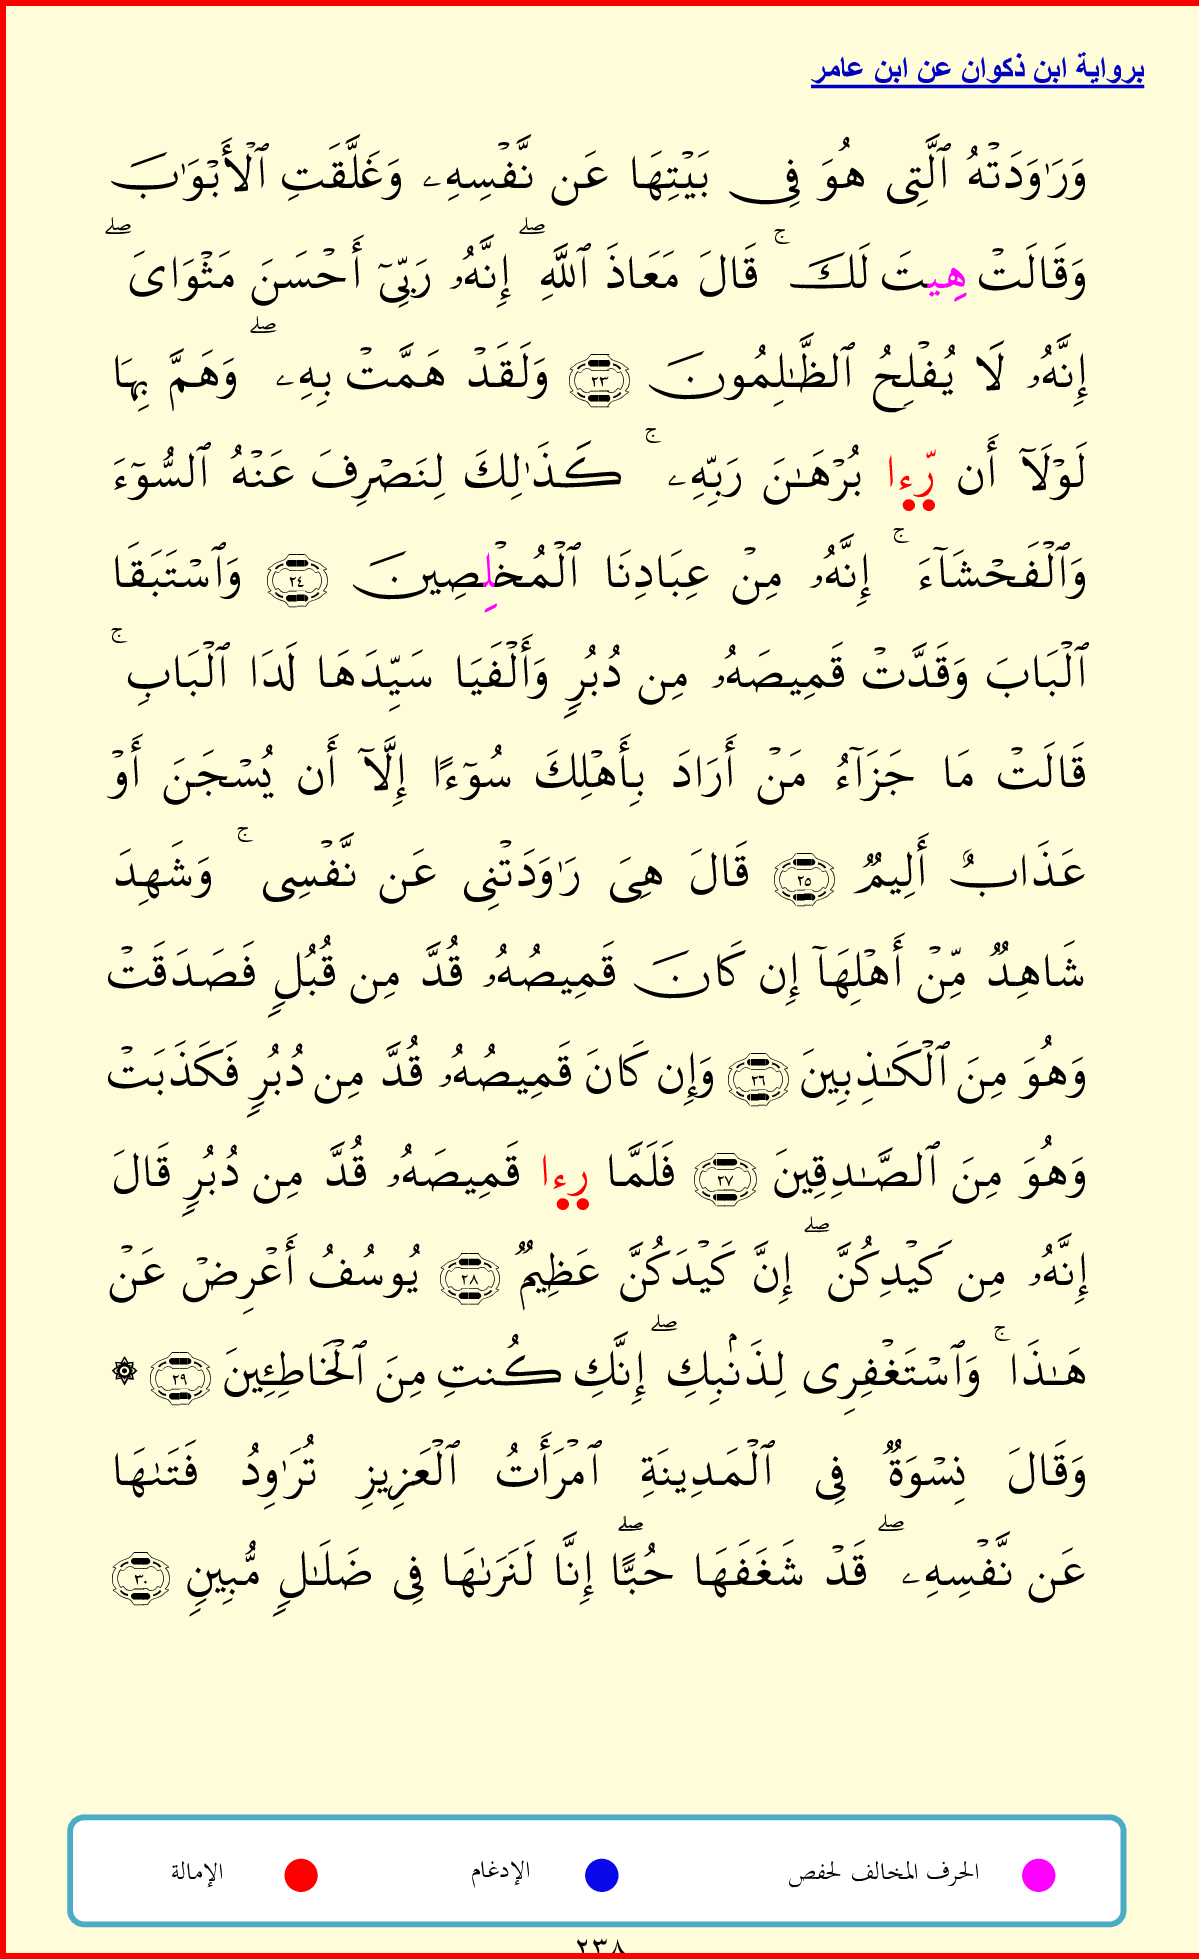 برواية ابن ذكوان عن ابن عامر
وَرَٰوَدَتْهُ ٱلَّتِى هُوَ فِى بَيْتِهَا عَن نَّفْسِهِۦ وَغَلَّقَتِ ٱلْأَبْوَٰبَ
وَقَالَتْ هِيتَ لَكَ ۚ قَالَ مَعَاذَ ٱللَّهِ ۖ إِنَّهُۥ رَبِّىٓ أَحْسَنَ مَثْوَاىَ ۖ
إِنَّهُۥ لَا يُفْلِحُ ٱلظَّٰلِمُونَ ٢٣ وَلَقَدْ هَمَّتْ بِهِۦ ۖ وَهَمَّ بِهَا
لَوْلَآ أَن رِّءا بُرْهَٰنَ رَبِّهِۦ ۚ كَذَٰلِكَ لِنَصْرِفَ عَنْهُ ٱلسُّوٓءَ
وَٱلْفَحْشَآءَ ۚ إِنَّهُۥ مِنْ عِبَادِنَا ٱلْمُخْلِصِينَ ٢٤ وَٱسْتَبَقَا
ٱلْبَابَ وَقَدَّتْ قَمِيصَهُۥ مِن دُبُرٍ وَأَلْفَيَا سَيِّدَهَا لَدَا ٱلْبَابِ ۚ
قَالَتْ مَا جَزَآءُ مَنْ أَرَادَ بِأَهْلِكَ سُوٓءًا إِلَّآ أَن يُسْجَنَ أَوْ
عَذَابٌ أَلِيمٌ ٢٥ قَالَ هِىَ رَٰوَدَتْنِى عَن نَّفْسِى ۚ وَشَهِدَ
شَاهِدٌ مِّنْ أَهْلِهَآ إِن كَانَ قَمِيصُهُۥ قُدَّ مِن قُبُلٍ فَصَدَقَتْ
وَهُوَ مِنَ ٱلْكَٰذِبِينَ ٢٦ وَإِن كَانَ قَمِيصُهُۥ قُدَّ مِن دُبُرٍ فَكَذَبَتْ
وَهُوَ مِنَ ٱلصَّٰدِقِينَ ٢٧ فَلَمَّا رِءا قَمِيصَهُۥ قُدَّ مِن دُبُرٍ قَالَ
إِنَّهُۥ مِن كَيْدِكُنَّ ۖ إِنَّ كَيْدَكُنَّ عَظِيمٌ ٢٨ يُوسُفُ أَعْرِضْ عَنْ
هَٰذَا ۚ وَٱسْتَغْفِرِى لِذَنۢبِكِ ۖ إِنَّكِ كُنتِ مِنَ ٱلْخَاطِـِٔينَ ٢٩ ۞
وَقَالَ نِسْوَةٌ فِى ٱلْمَدِينَةِ ٱمْرَأَتُ ٱلْعَزِيزِ تُرَٰوِدُ فَتَىٰهَا
عَن نَّفْسِهِۦ ۖ قَدْ شَغَفَهَا حُبًّا ۖ إِنَّا لَنَرَىٰهَا فِى ضَلَٰلٍ مُّبِينٍ ٣٠
الحرف المخالف لحفص الإدغام الإمالة
٢٣٨